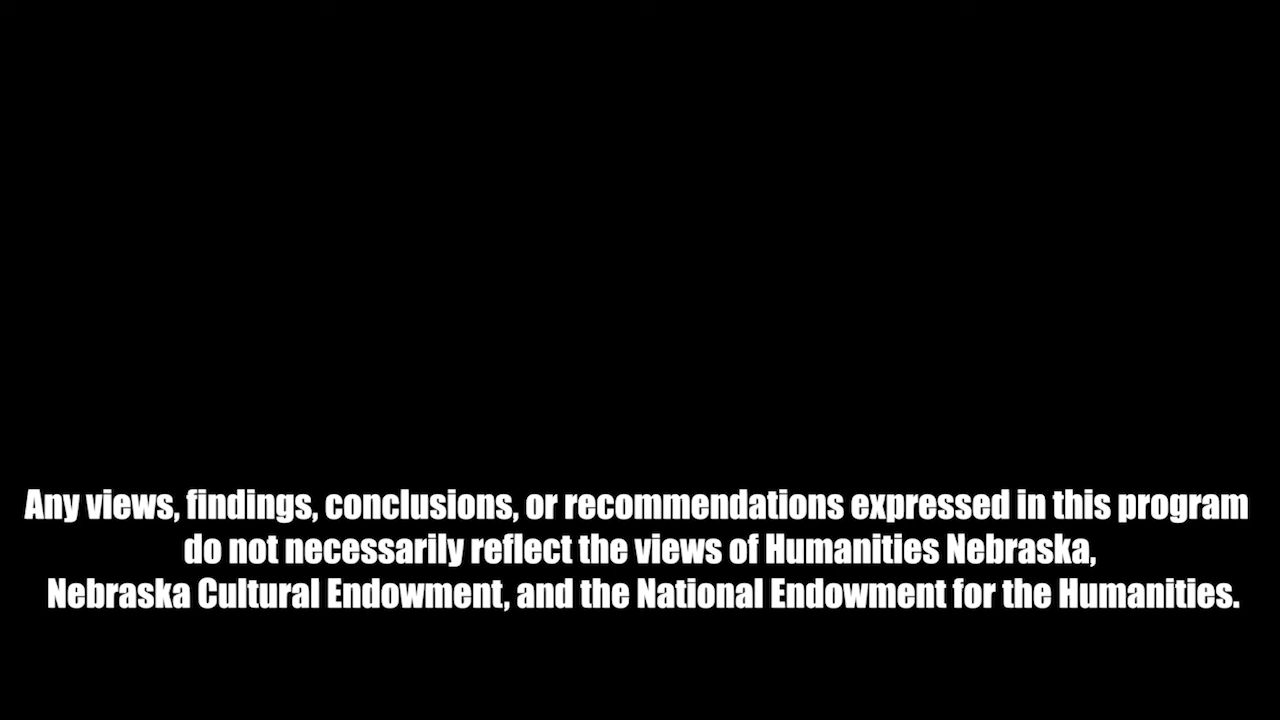 Any views, findings, conclusions, or recommendations expressed in this program
do not necessarily reflect the views of Humanities Nebraska,
Nebraska Cultural Endowment, and the National Endowment for the Humanities.